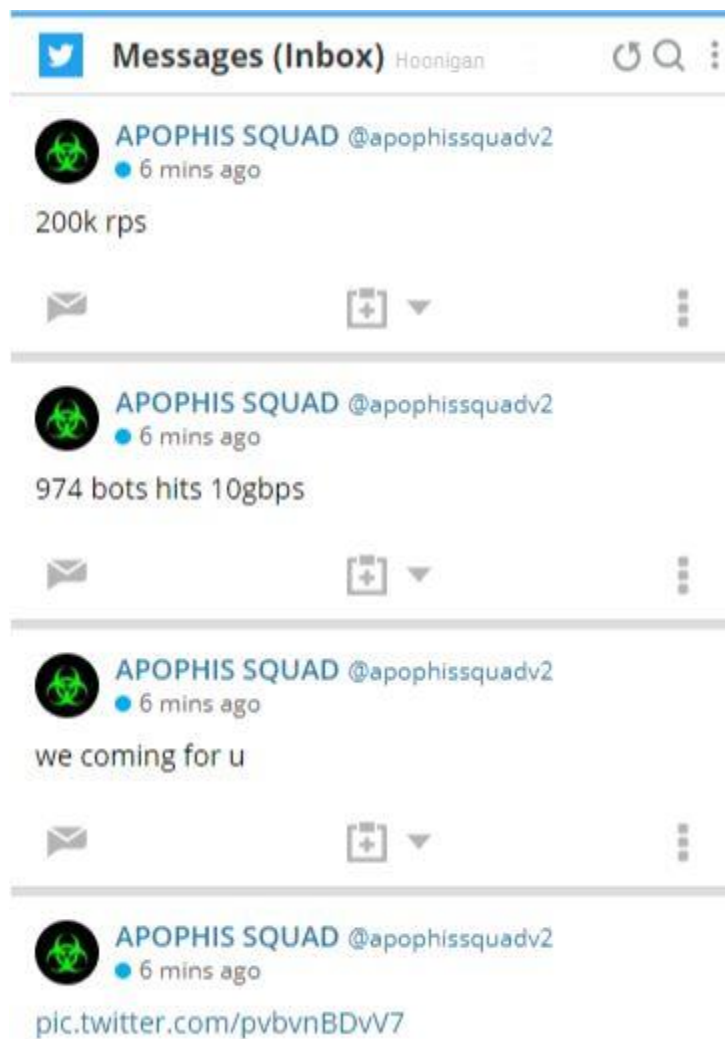 Messages (Inbox) Hoonigan
APOPHIS SQUAD @apophissquadv2
6 mins ago
200k rps
APOPHIS SQUAD @apophissquadv2
6 mins ago
974 bots hits 10gbps
APOPHIS SQUAD @apophissquadv2
6 mins ago
we coming for u
APOPHIS SQUAD @apophissquadv2
6 mins ago
pic.twitter.com/pvbvnBDvV7